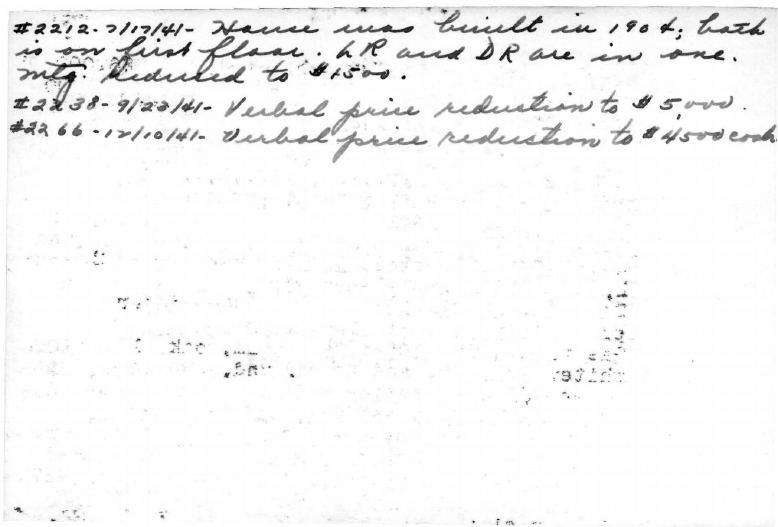 #2212-7/17/41- House was built in 1904; bath
is on first floor. LR and DR are in one.
Mtg. reduced to $1500.
#2238-9/23/41- Verbal price reduction to $5,000.
#2266-12/10/41- Verbal price reduction to $4500 cash.